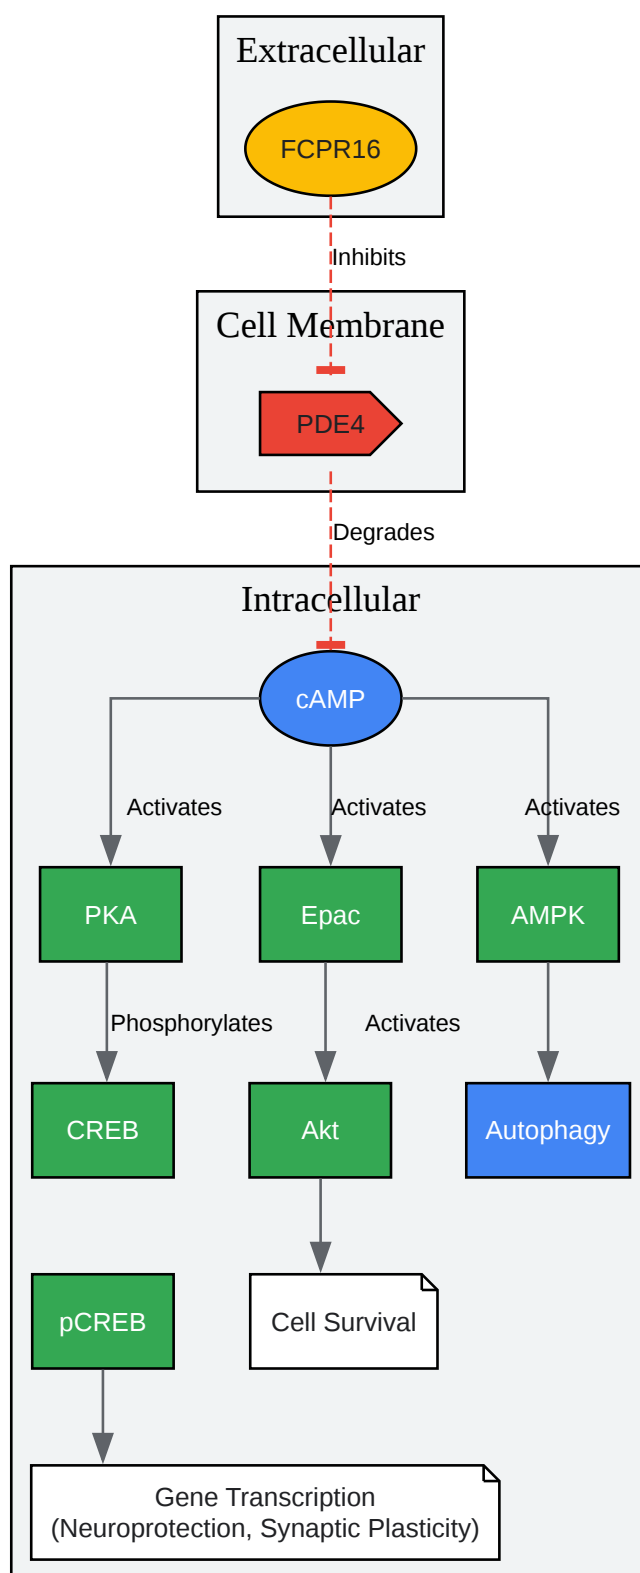 Extracellular
FCPR16
Inhibits
Cell Membrane
PDE4
Degrades
Intracellular
cAMP
Activates
Activates
Activates
PKA
Epac
AMPK
Phosphorylates
Activates
CREB
Akt
Autophagy
pCREB
Cell Survival
Gene Transcription
(Neuroprotection, Synaptic Plasticity)